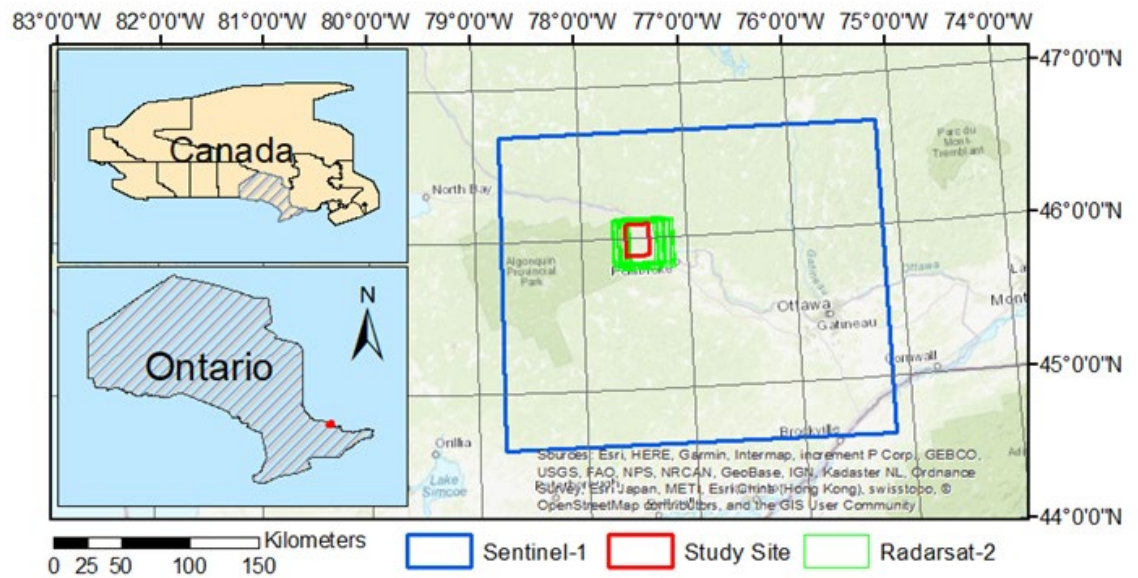 83°0'0"W 82°0'0"W 81°0'0"W 80°0'0"W 79°0'0"W 78°0'0"W 77°0'0"W 76°0'0"W 75°0'0"W 74°0'0"W
47°0'0"N
Canada
Parc du
Mont-
Tremblant
North Bay
46°0'0"N
Algonquin
Provincial
Park
Pembroke
Gatineau
Ottawa
N
Ontario
Ottawa
Gatineau
Mont
Cornwall
45°0'0"N
Brockville
Orillia
Lake
Simcoe
Sources: Esri, HERE, Garmin, Intermap, increment P Corp., GEBCO,
USGS, FAO, NPS, NRCAN, GeoBase, IGN, Kadaster NL, Ordnance
Survey, Esri Japan, METI, Esri China (Hong Kong), swisstopo, ©
OpenStreetMap contributors, and the GIS User Community
44°0'0"N
Kilometers
0 25 50 100 150
Sentinel-1
Study Site
Radarsat-2